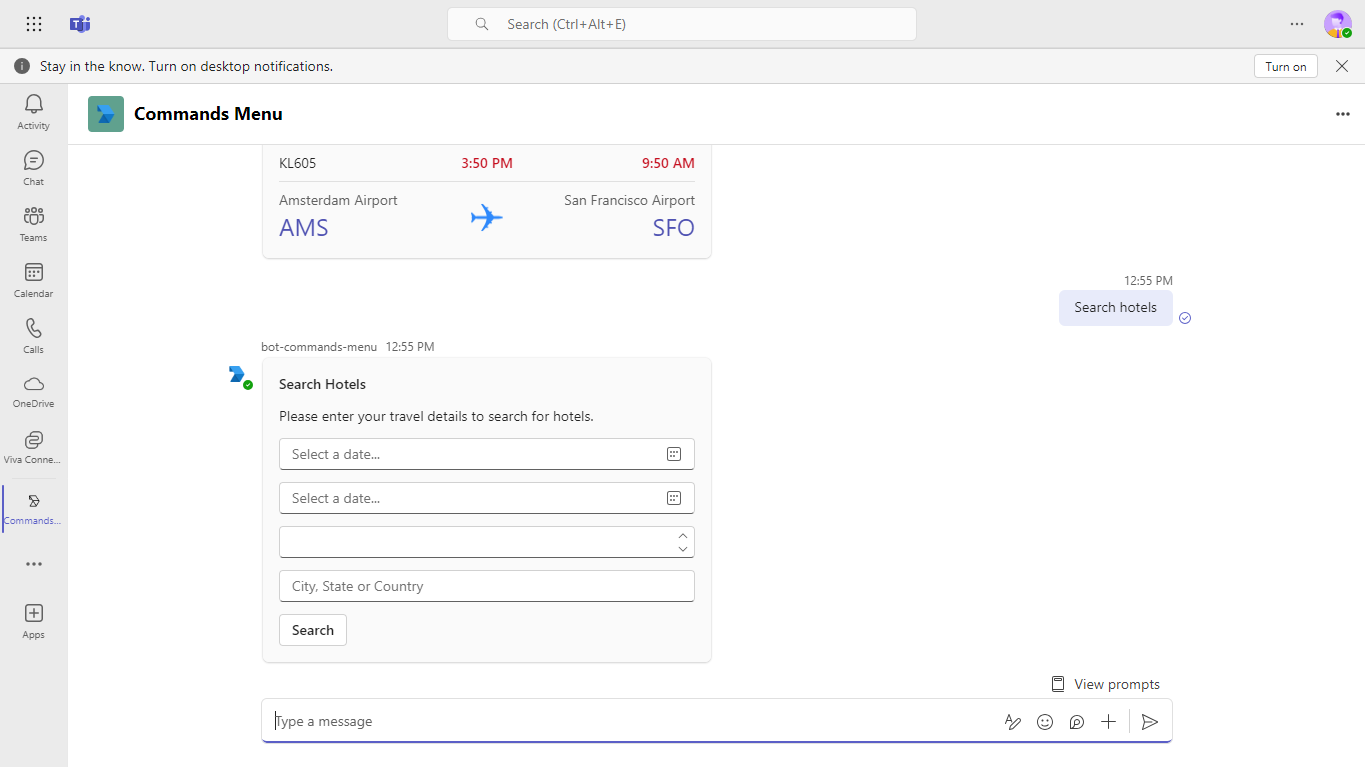 Search (Ctrl+Alt+E)
Stay in the know. Turn on desktop notifications.
Turn on
Activity
Chat
Teams
Calendar
Calls
OneDrive
Viva Conne...
Commands...
Apps
Commands Menu
KL605 3:50 PM 9:50 AM
Amsterdam Airport San Francisco Airport
AMS SFO
12:55 PM
Search hotels
bot-commands-menu 12:55 PM
Search Hotels
Please enter your travel details to search for hotels.
Select a date...
Select a date...
City, State or Country
Search
View prompts
Type a message